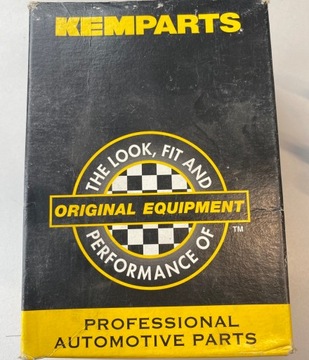 KEMPARTS
THE LOOK, FIT AND
PERFORMANCE OF
ORIGINAL EQUIPMENT
TM
PROFESSIONAL
AUTOMOTIVE PARTS